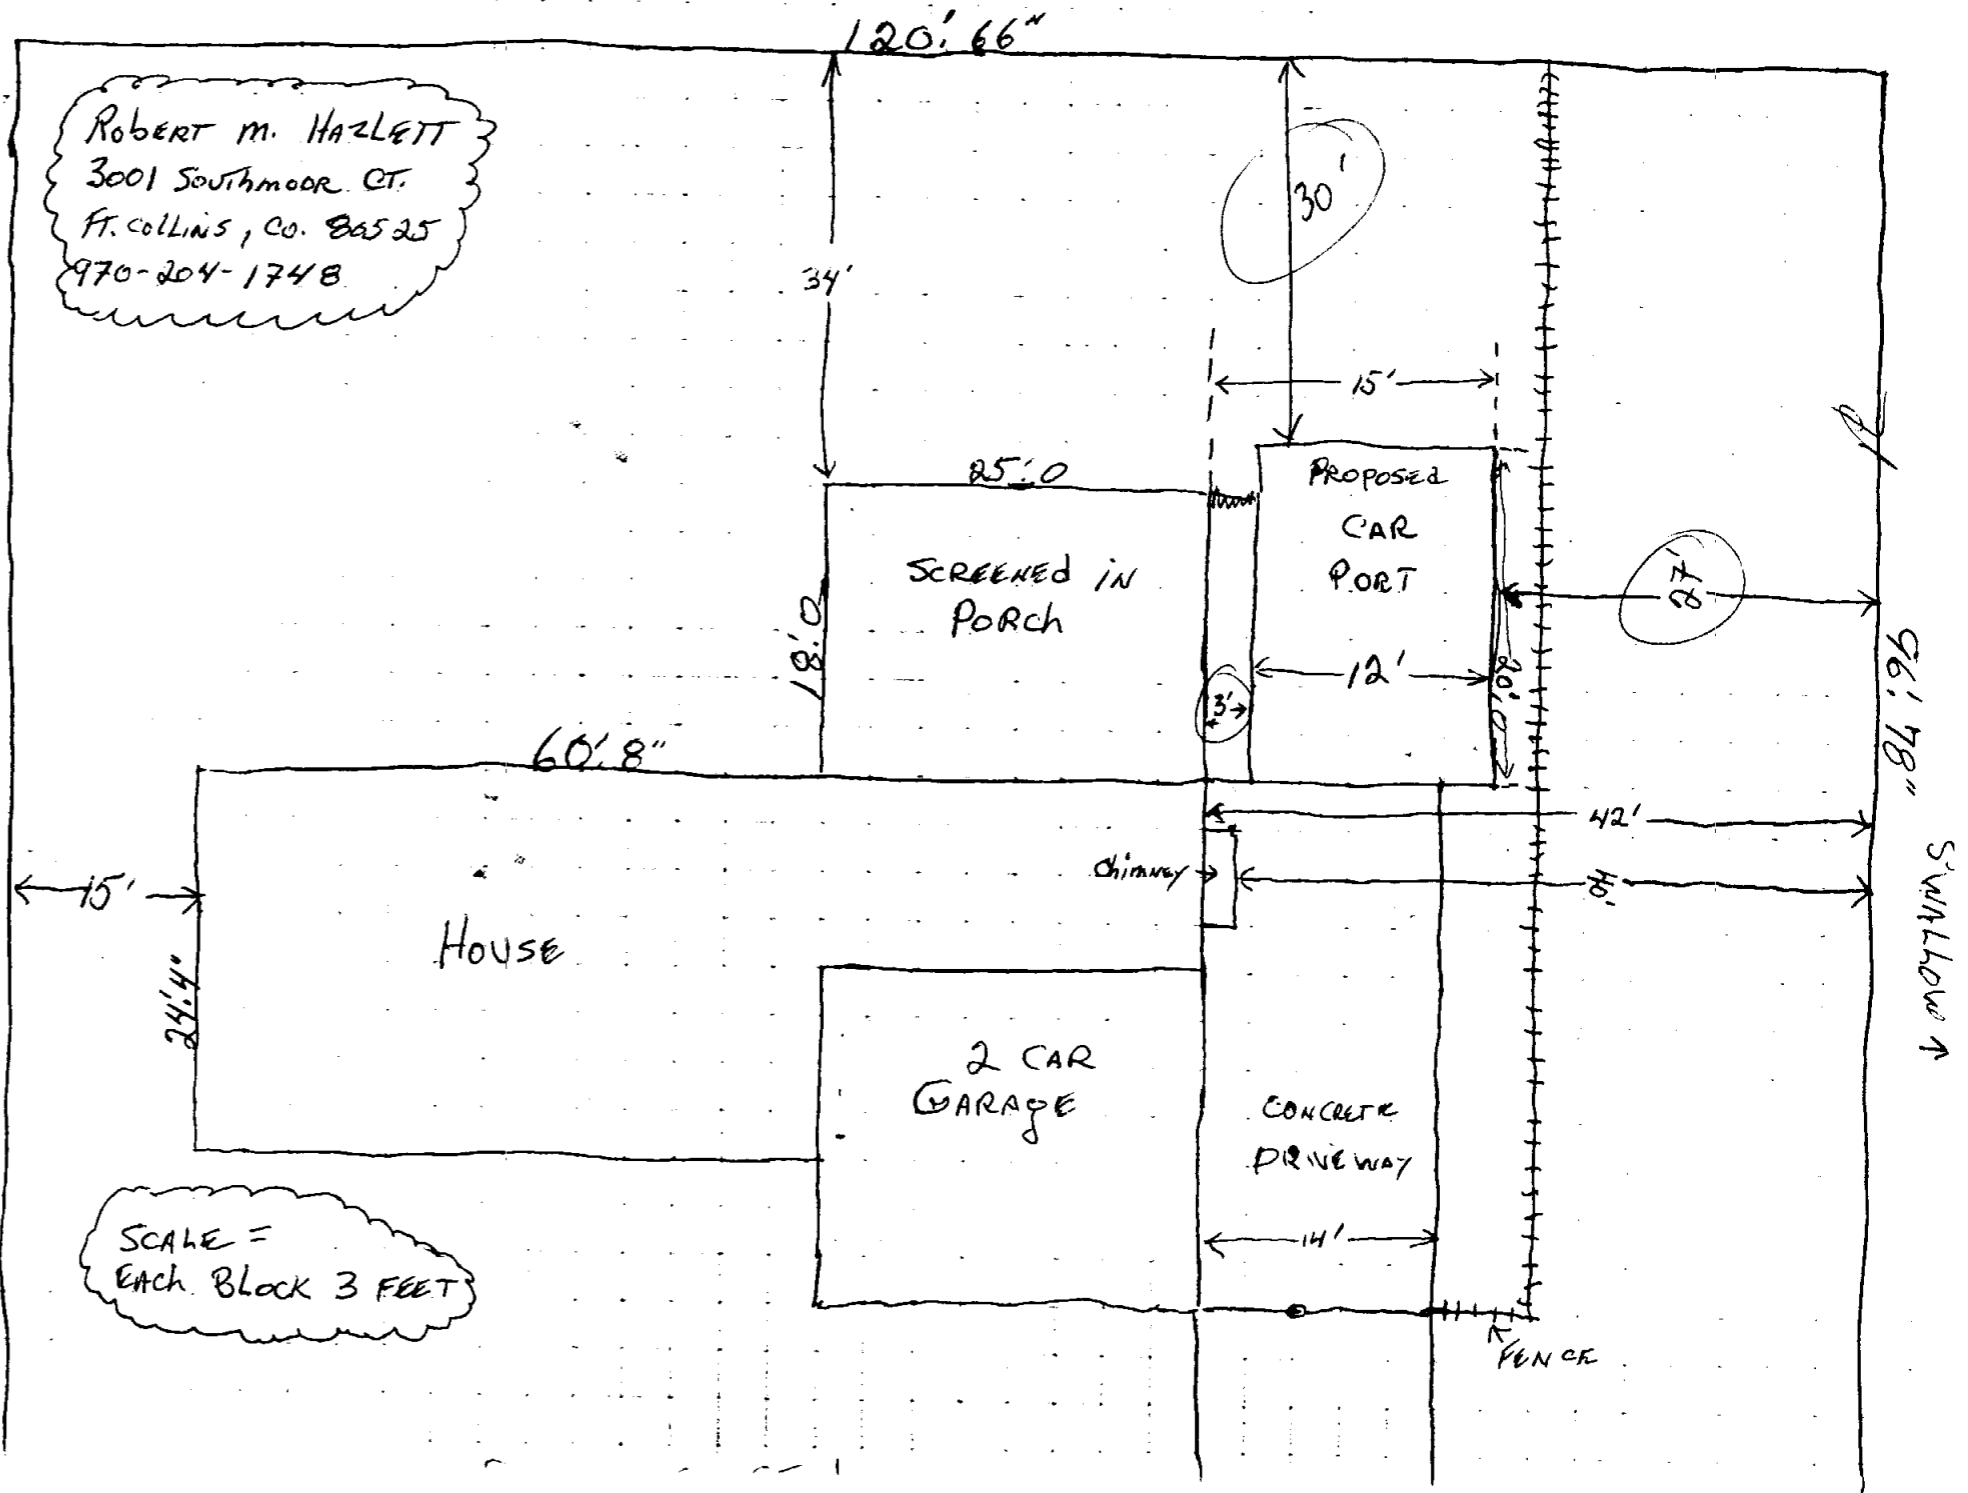 120'. 66"
ROBERT M. HAZLETT
3001 SOUTHMOOR CT.
FT. COLLINS, CO. 80525
970-204-1748
30'
34'
15'
25'.0
PROPOSED
CAR
PORT
SCREENED IN
PORCH
27'
18'.0
12'
20'.0
3'
96'. 78"
60'.8"
42'
Chimney
40'
15'
SWALLOW ↑
HOUSE
24'.4"
2 CAR
GARAGE
CONCRETE
DRIVEWAY
SCALE =
EACH BLOCK 3 FEET
14'
FENCE